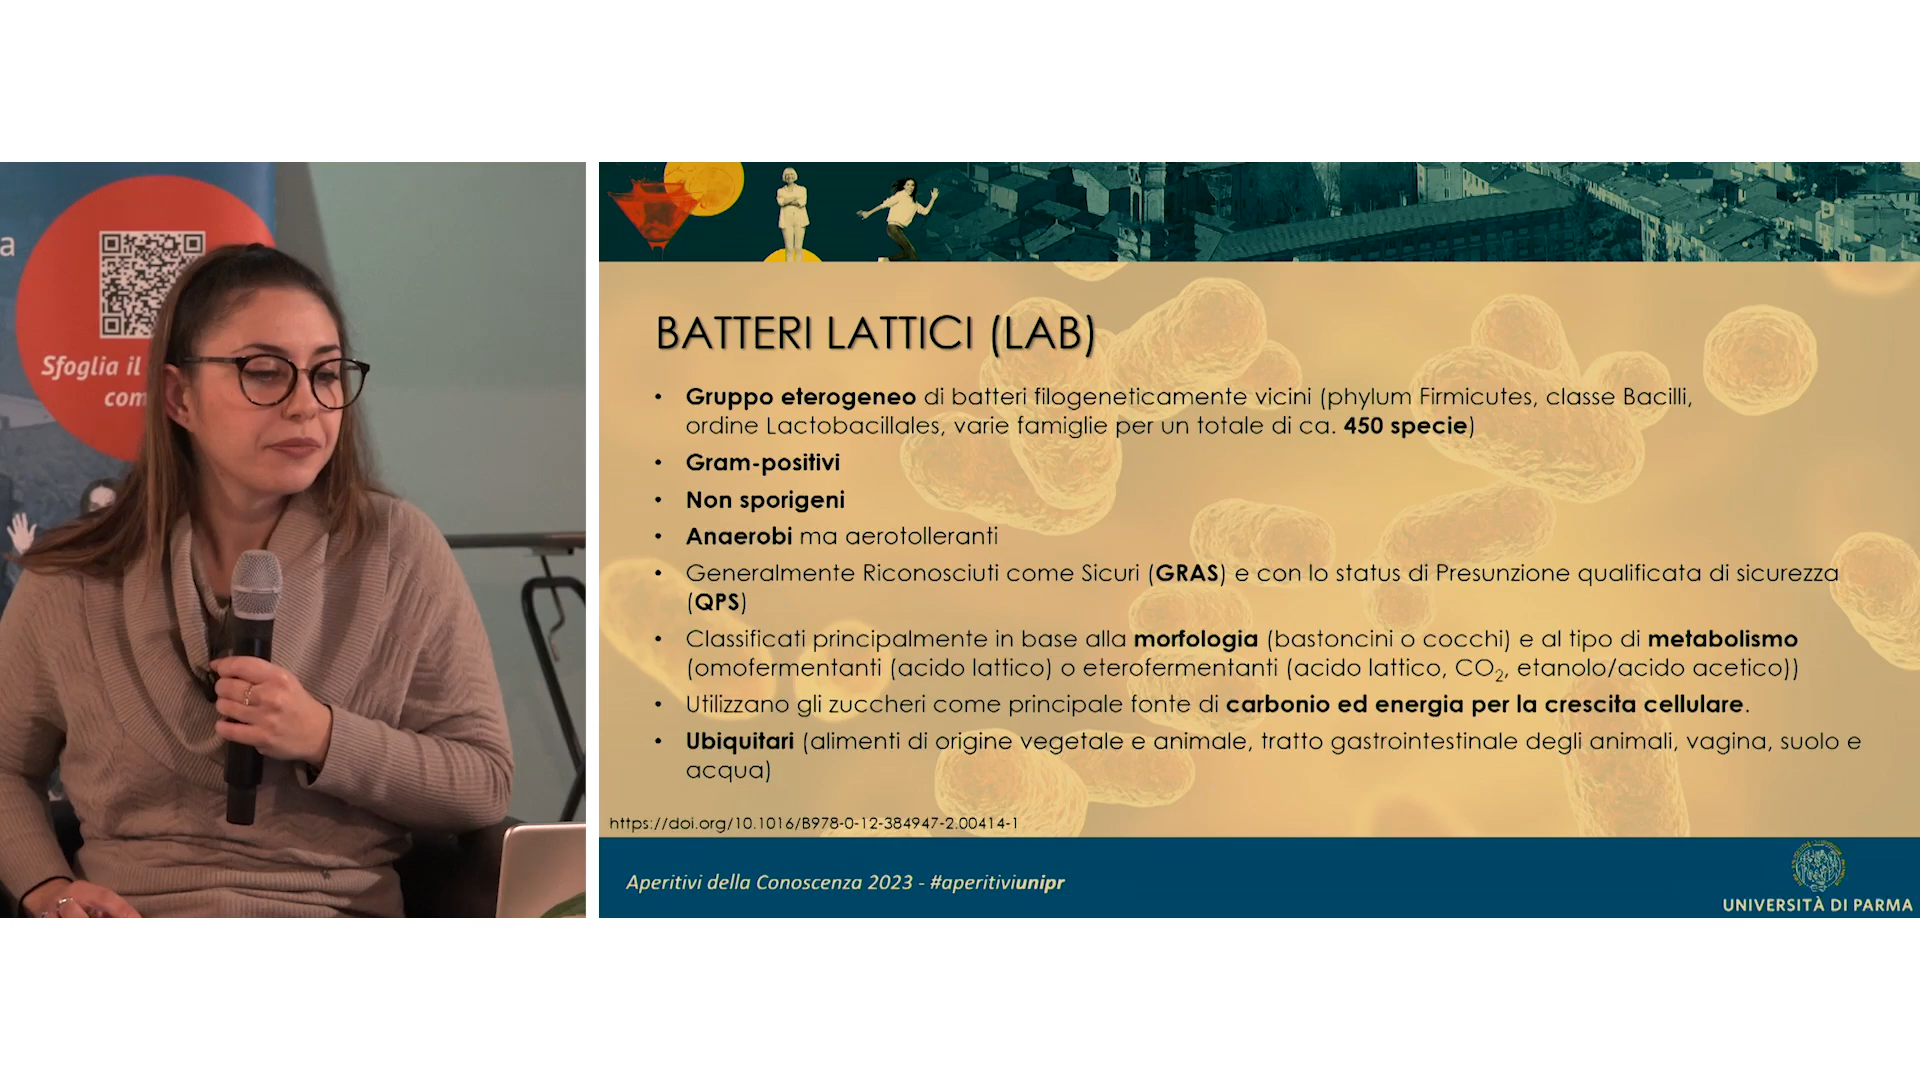 a
Sfoglia il
com
BATTERI LATTICI (LAB)
• Gruppo eterogeneo di batteri filogeneticamente vicini (phylum Firmicutes, classe Bacilli,
ordine Lactobacillales, varie famiglie per un totale di ca. 450 specie)
• Gram-positivi
• Non sporigeni
• Anaerobi ma aerotolleranti
• Generalmente Riconosciuti come Sicuri (GRAS) e con lo status di Presunzione qualificata di sicurezza
(QPS)
• Classificati principalmente in base alla morfologia (bastoncini o cocchi) e al tipo di metabolismo
(omofermentanti (acido lattico) o eterofermentanti (acido lattico, CO₂, etanolo/acido acetico))
• Utilizzano gli zuccheri come principale fonte di carbonio ed energia per la crescita cellulare.
• Ubiquitari (alimenti di origine vegetale e animale, tratto gastrointestinale degli animali, vagina, suolo e
acqua)
https://doi.org/10.1016/B978-0-12-384947-2.00414-1
Aperitivi della Conoscenza 2023 - #aperitiviunipr
UNIVERSITÀ DI PARMA